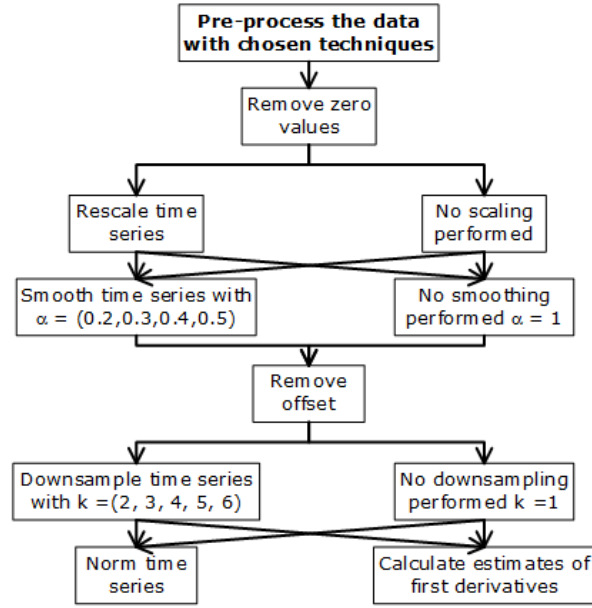 Pre-process the data
with chosen techniques
Remove zero
values
Rescale time
series
No scaling
performed
Smooth time series with
α = (0.2,0.3,0.4,0.5)
No smoothing
performed α = 1
Remove
offset
Downsample time series
with k =(2, 3, 4, 5, 6)
No downsampling
performed k =1
Norm time
series
Calculate estimates of
first derivatives